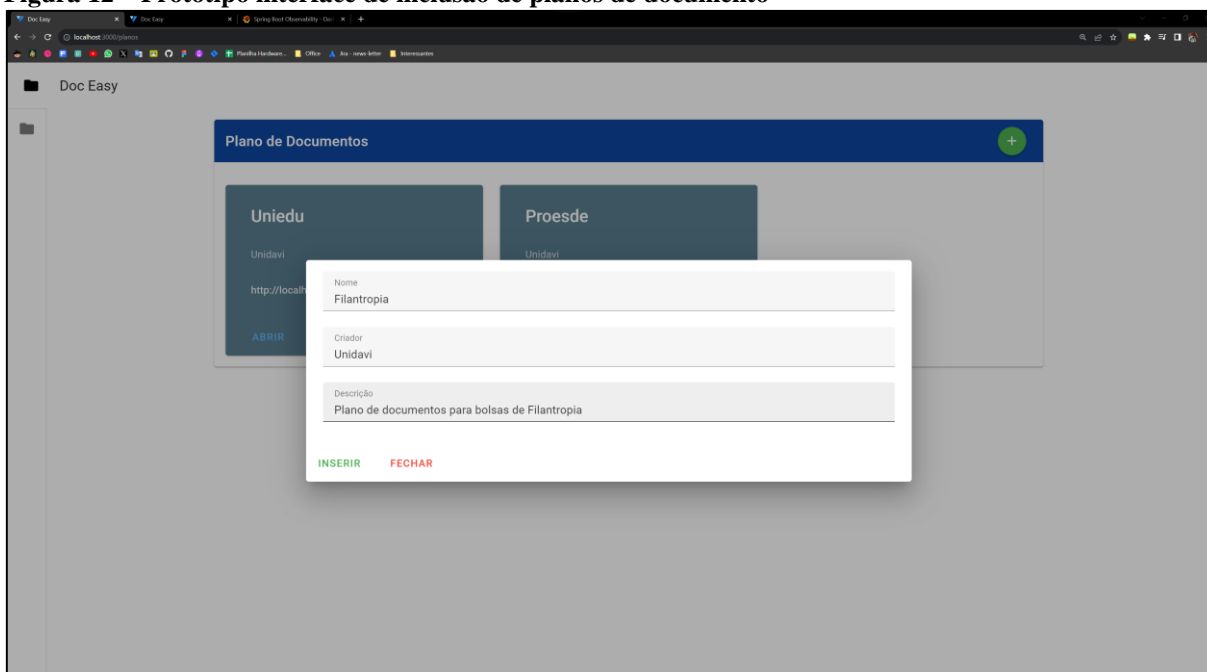 Figura 12 – Protótipo interface de inclusão de planos de documento
Doc Easy
Doc Easy
Spring Boot Observability - Das
localhost:3000/planos
Planilha Hardware...
Office
Jira - news-letter
Interessantes
Doc Easy
Plano de Documentos
Uniedu
Proesde
Unidavi
Unidavi
http://localh
ABRIR
Nome
Filantropia
Criador
Unidavi
Descrição
Plano de documentos para bolsas de Filantropia
INSERIR FECHAR